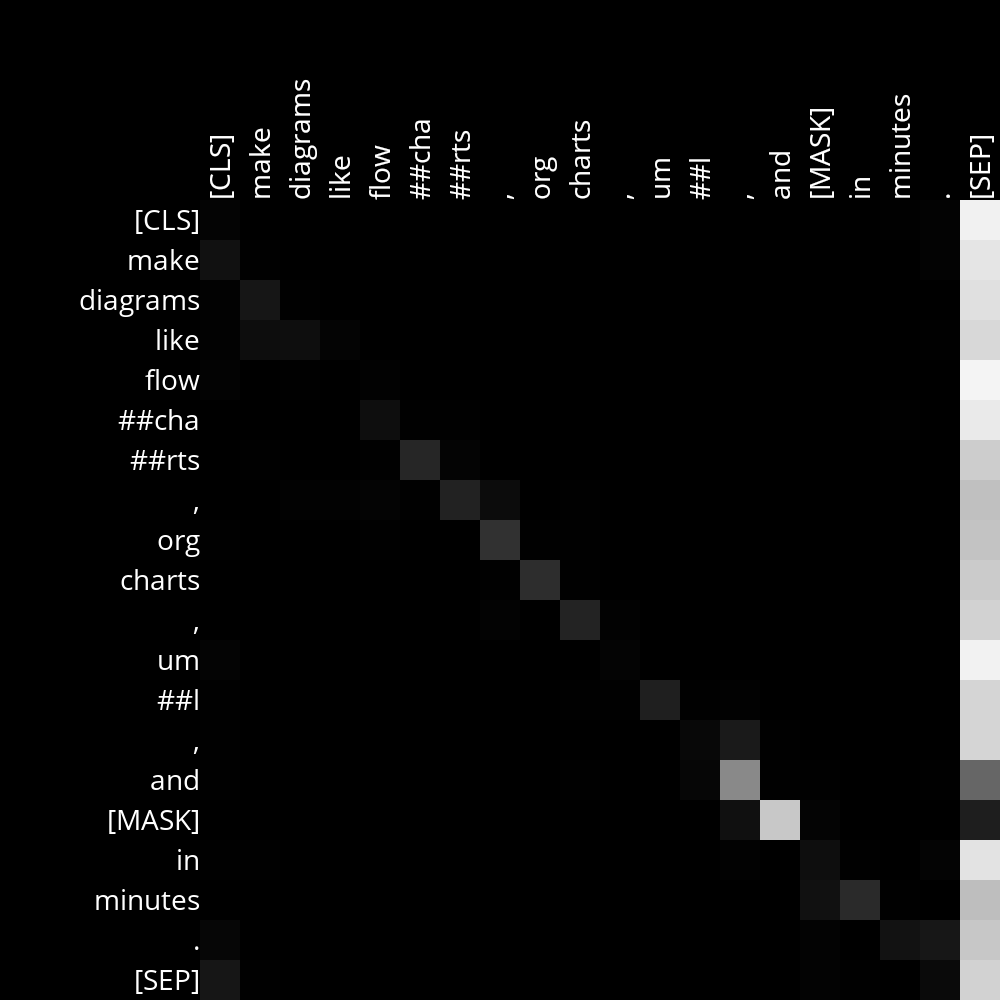 [CLS] make diagrams like flow ##cha ##rts , org charts , um ##l , and [MASK] in minutes . [SEP]
[CLS]
make
diagrams
like
flow
##cha
##rts
,
org
charts
,
um
##l
,
and
[MASK]
in
minutes
.
[SEP]